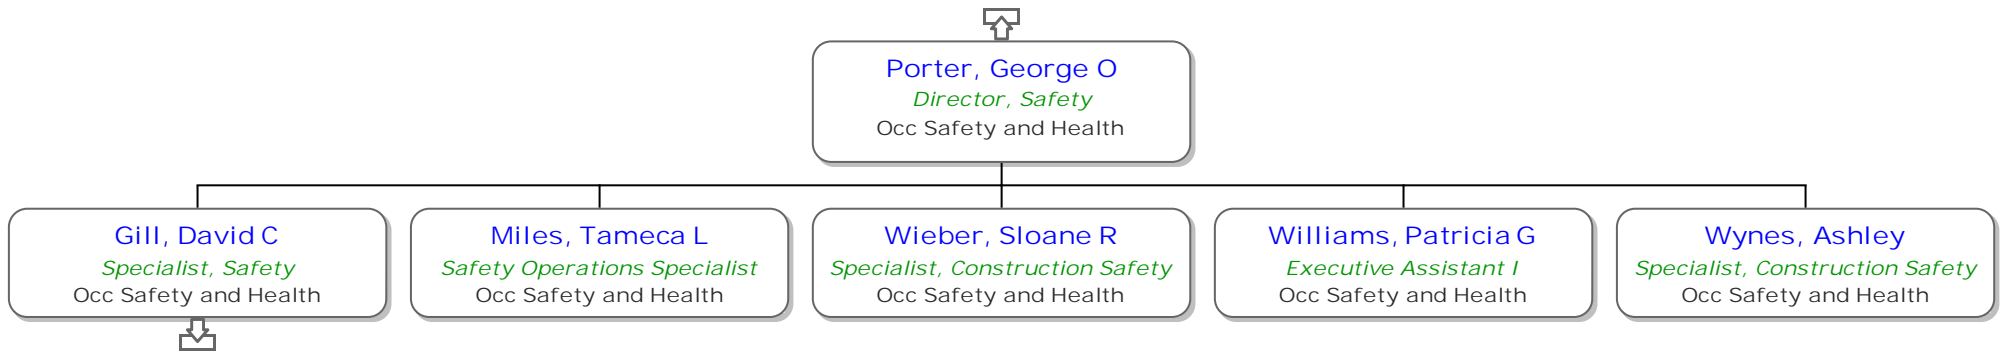 Porter, George O
Director, Safety
Occ Safety and Health
Gill, David C
Specialist, Safety
Occ Safety and Health
Miles, Tameca L
Safety Operations Specialist
Occ Safety and Health
Wieber, Sloane R
Specialist, Construction Safety
Occ Safety and Health
Williams, Patricia G
Executive Assistant I
Occ Safety and Health
Wynes, Ashley
Specialist, Construction Safety
Occ Safety and Health